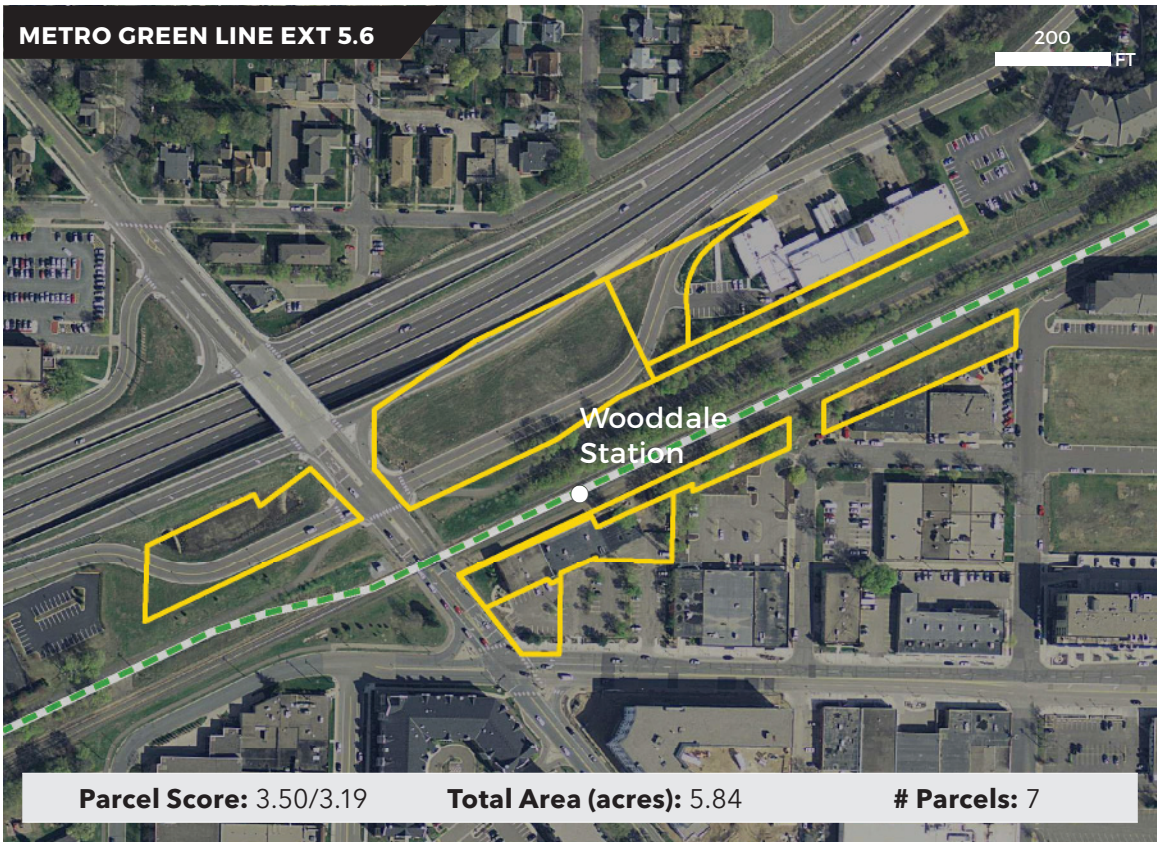 METRO GREEN LINE EXT 5.6
200
FT
Wooddale
Station
Parcel Score: 3.50/3.19 Total Area (acres): 5.84 # Parcels: 7